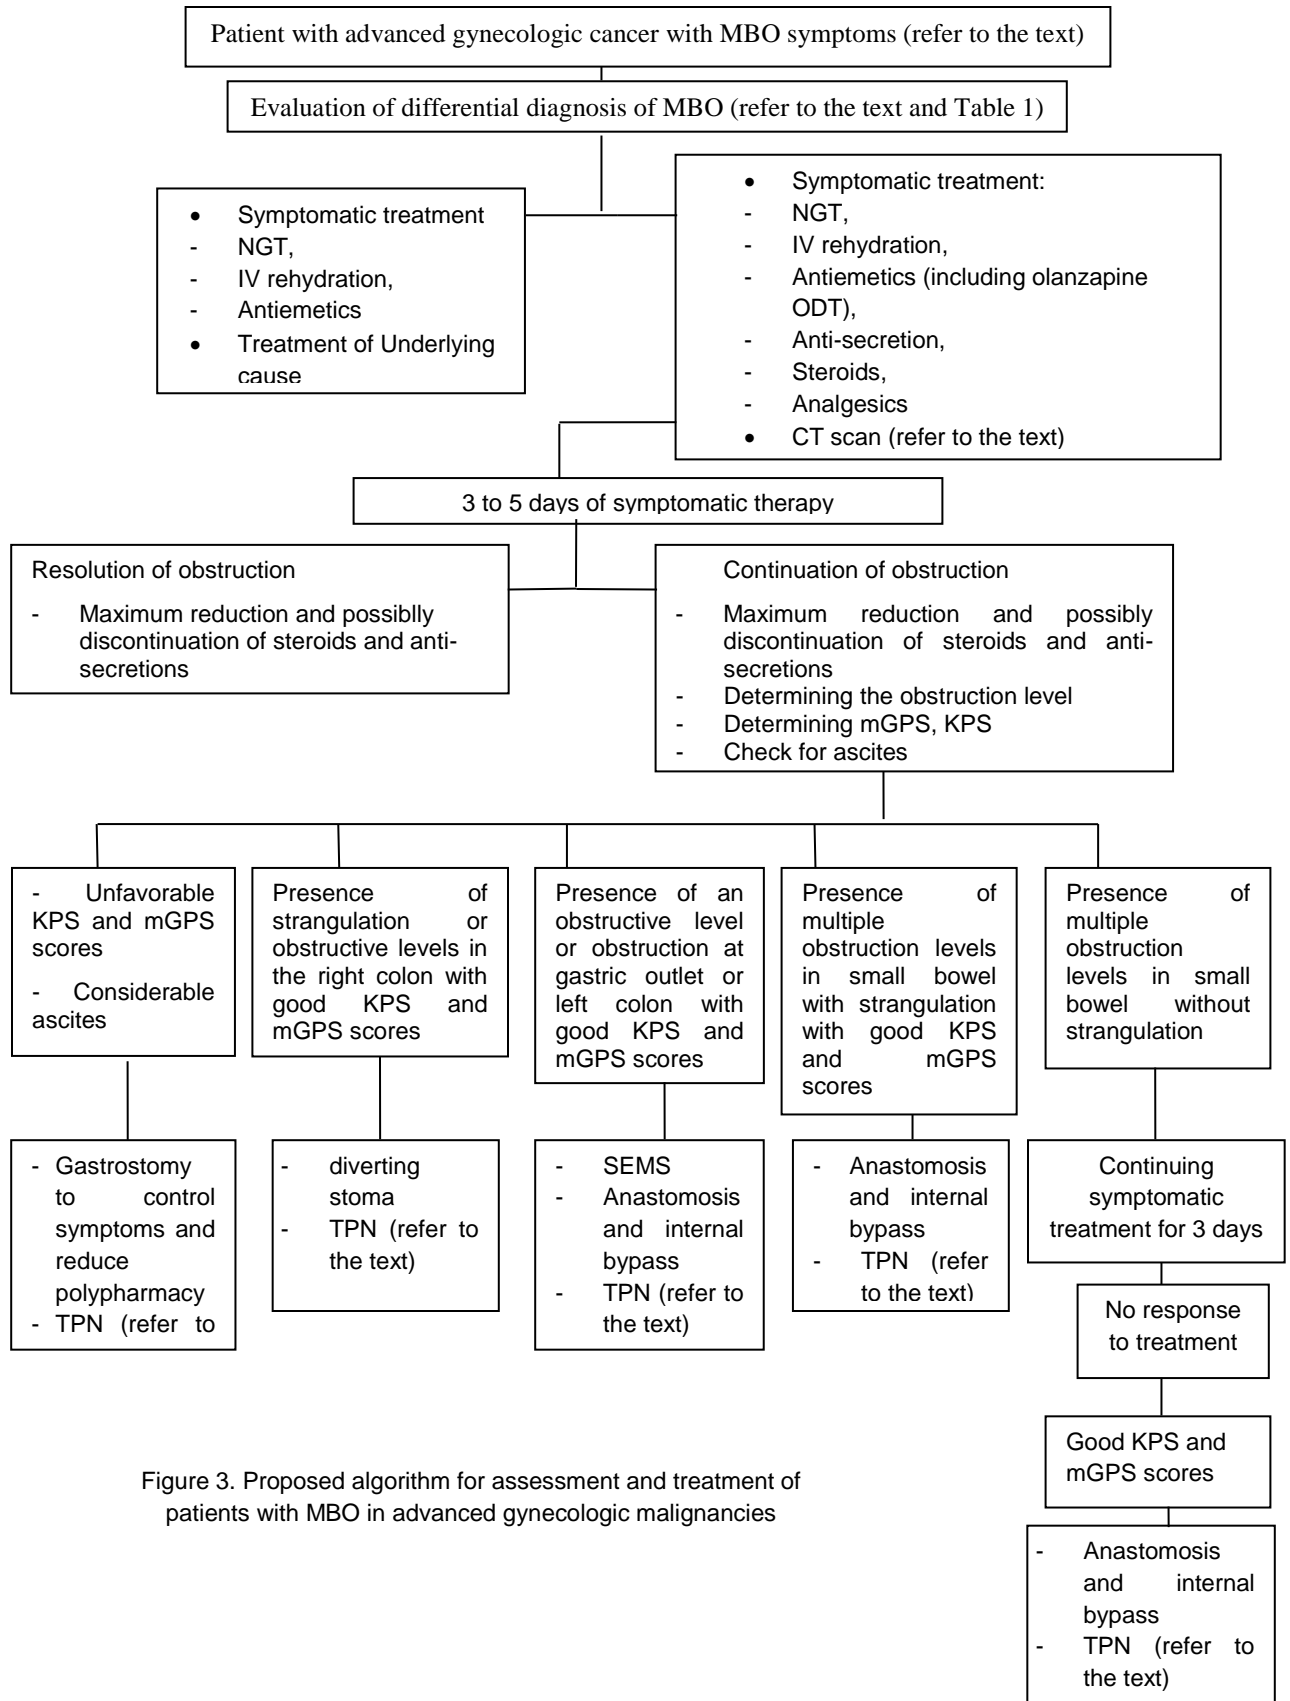 Patient with advanced gynecologic cancer with MBO symptoms (refer to the text)
Evaluation of differential diagnosis of MBO (refer to the text and Table 1)
• Symptomatic treatment
- NGT,
- IV rehydration,
- Antiemetics
• Treatment of Underlying
cause
• Symptomatic treatment:
- NGT,
- IV rehydration,
- Antiemetics (including olanzapine
ODT),
- Anti-secretion,
- Steroids,
- Analgesics
• CT scan (refer to the text)
3 to 5 days of symptomatic therapy
Resolution of obstruction
- Maximum reduction and possiblly
discontinuation of steroids and anti-
secretions
Continuation of obstruction
- Maximum reduction and possibly
discontinuation of steroids and anti-
secretions
- Determining the obstruction level
- Determining mGPS, KPS
- Check for ascites
- Unfavorable
KPS and mGPS
scores
- Considerable
ascites
Presence of
strangulation or
obstructive levels in
the right colon with
good KPS and
mGPS scores
Presence of an
obstructive level
or obstruction at
gastric outlet or
left colon with
good KPS and
mGPS scores
Presence of
multiple
obstruction levels
in small bowel
with strangulation
with good KPS
and mGPS
scores
Presence of
multiple
obstruction
levels in small
bowel without
strangulation
- Gastrostomy
to control
symptoms and
reduce
polypharmacy
- TPN (refer to
- diverting
stoma
- TPN (refer to
the text)
- SEMS
- Anastomosis
and internal
bypass
- TPN (refer to
the text)
- Anastomosis
and internal
bypass
- TPN (refer
to the text)
Continuing
symptomatic
treatment for 3 days
No response
to treatment
Good KPS and
mGPS scores
- Anastomosis
and internal
bypass
- TPN (refer to
the text)
Figure 3. Proposed algorithm for assessment and treatment of
patients with MBO in advanced gynecologic malignancies